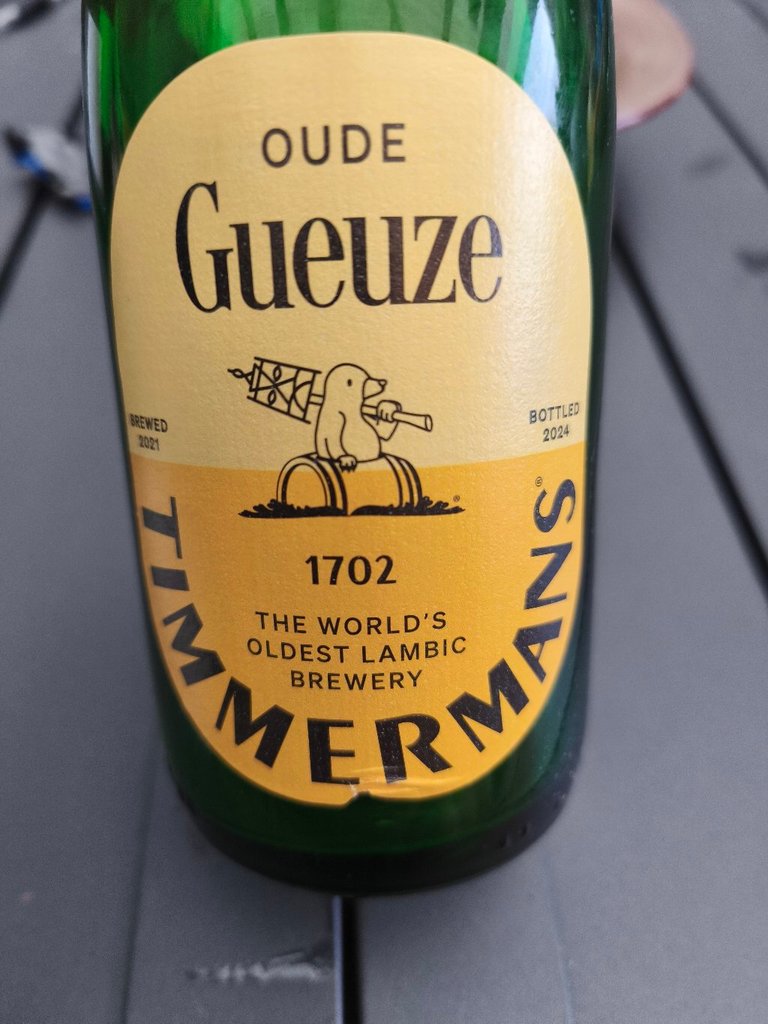 OUDE
Gueuze
BREWED
2021
BOTTLED
2024
1702
THE WORLD'S
OLDEST LAMBIC
BREWERY
TIMMERMANS®